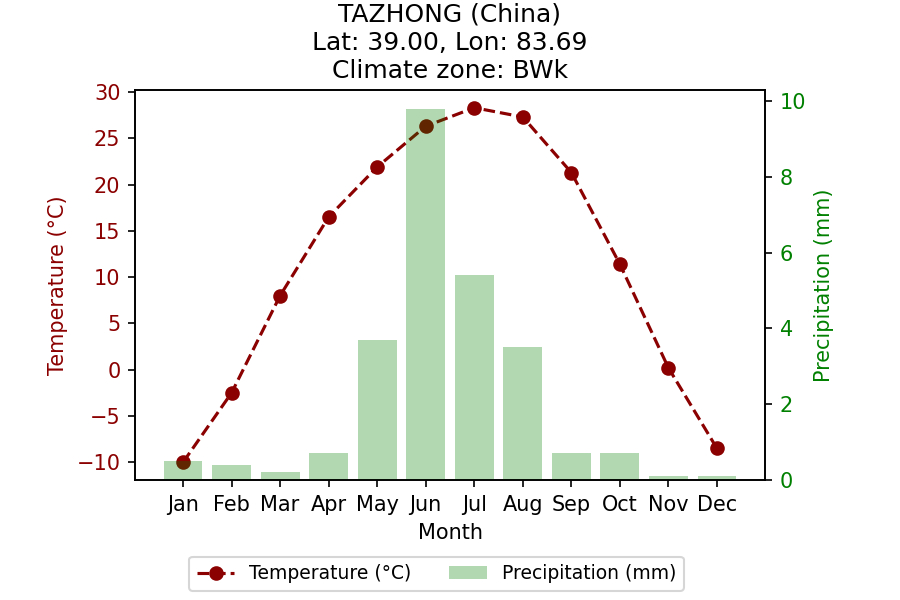 TAZHONG (China)
Lat: 39.00, Lon: 83.69
Climate zone: BWk
30
25
20
15
10
5
0
−5
−10
Temperature (°C)
10
8
6
4
2
0
Precipitation (mm)
Jan Feb Mar Apr May Jun Jul Aug Sep Oct Nov Dec
Month
Temperature (°C) Precipitation (mm)